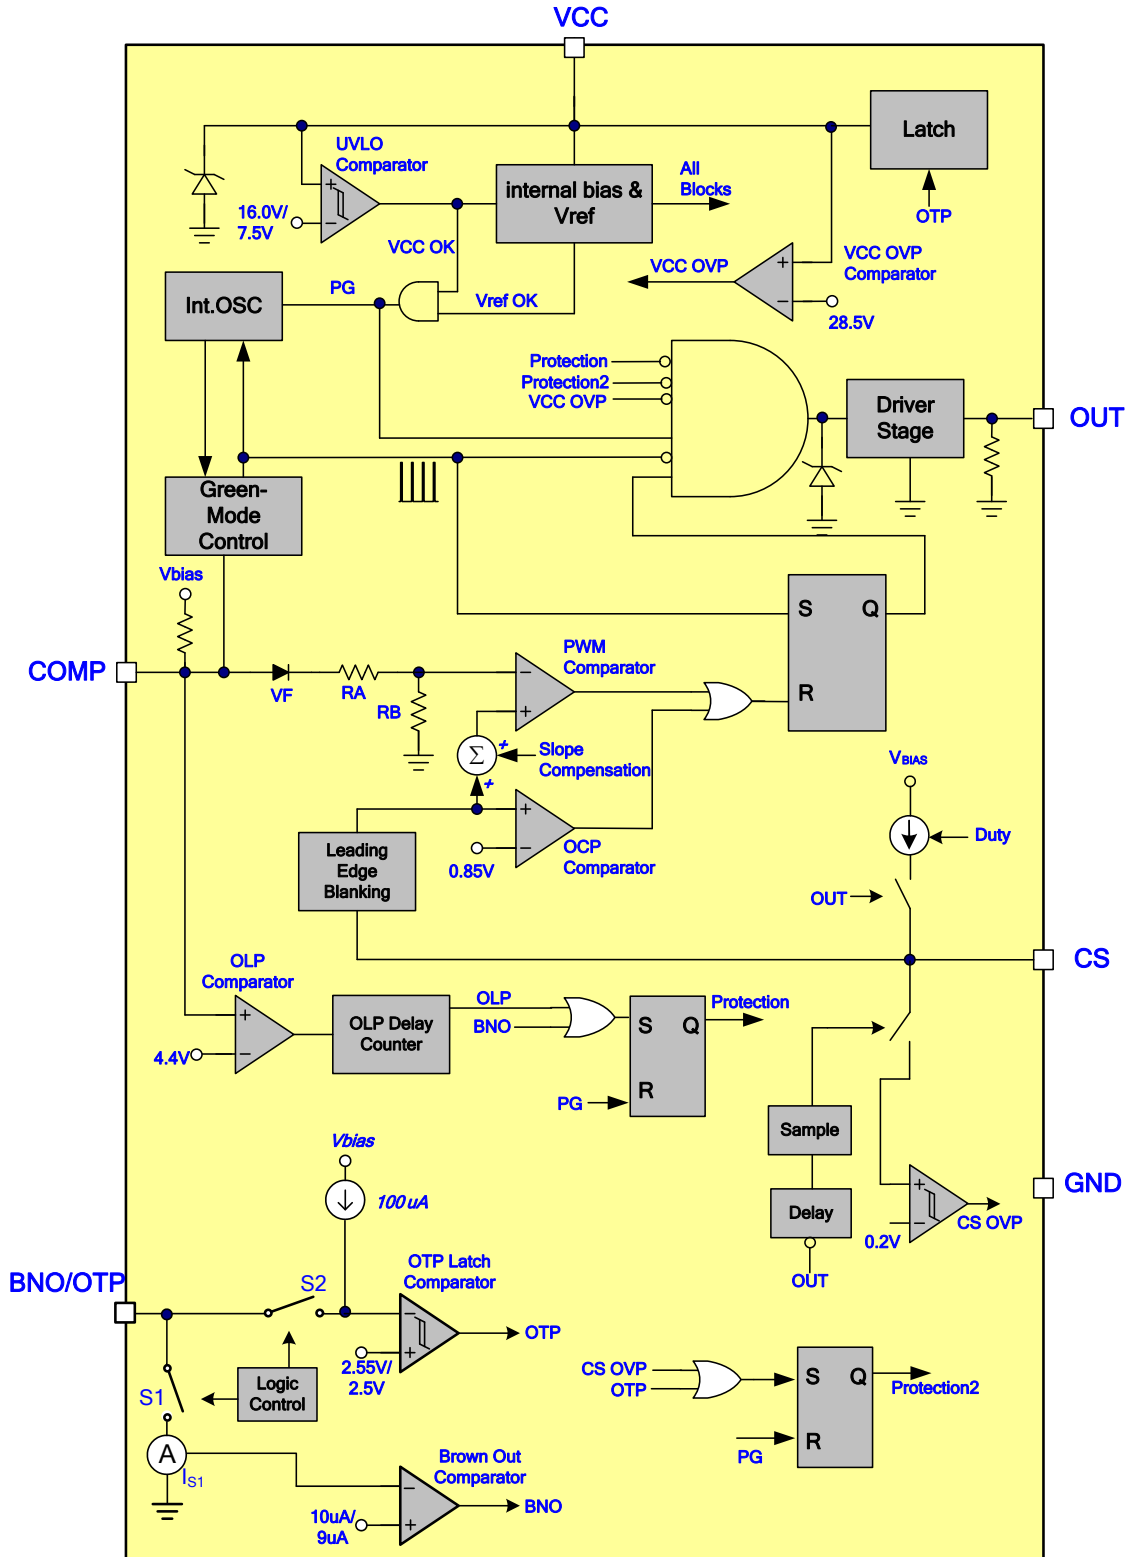 VCC
Latch
OTP
UVLO
Comparator
+
−
16.0V/
7.5V
internal bias &
Vref
All
Blocks
VCC OK
VCC OVP
+
−
VCC OVP
Comparator
28.5V
Int.OSC
PG
Vref OK
Protection
Protection2
VCC OVP
Driver
Stage
OUT
Green-
Mode
Control
Vbias
COMP
VF
RA
RB
PWM
Comparator
−
+
S
Q
R
Σ
+
+
Slope
Compensation
Leading
Edge
Blanking
+
−
0.85V
OCP
Comparator
VBIAS
Duty
OUT
CS
OLP
Comparator
+
−
4.4V
OLP Delay
Counter
OLP
BNO
S
Q
R
Protection
PG
Sample
Delay
OUT
+
−
0.2V
CS OVP
GND
Vbias
100uA
BNO/OTP
S2
OTP Latch
Comparator
−
+
OTP
2.55V/
2.5V
S1
Logic
Control
A
IS1
Brown Out
Comparator
−
+
BNO
10uA/
9uA
CS OVP
OTP
S
Q
R
Protection2
PG